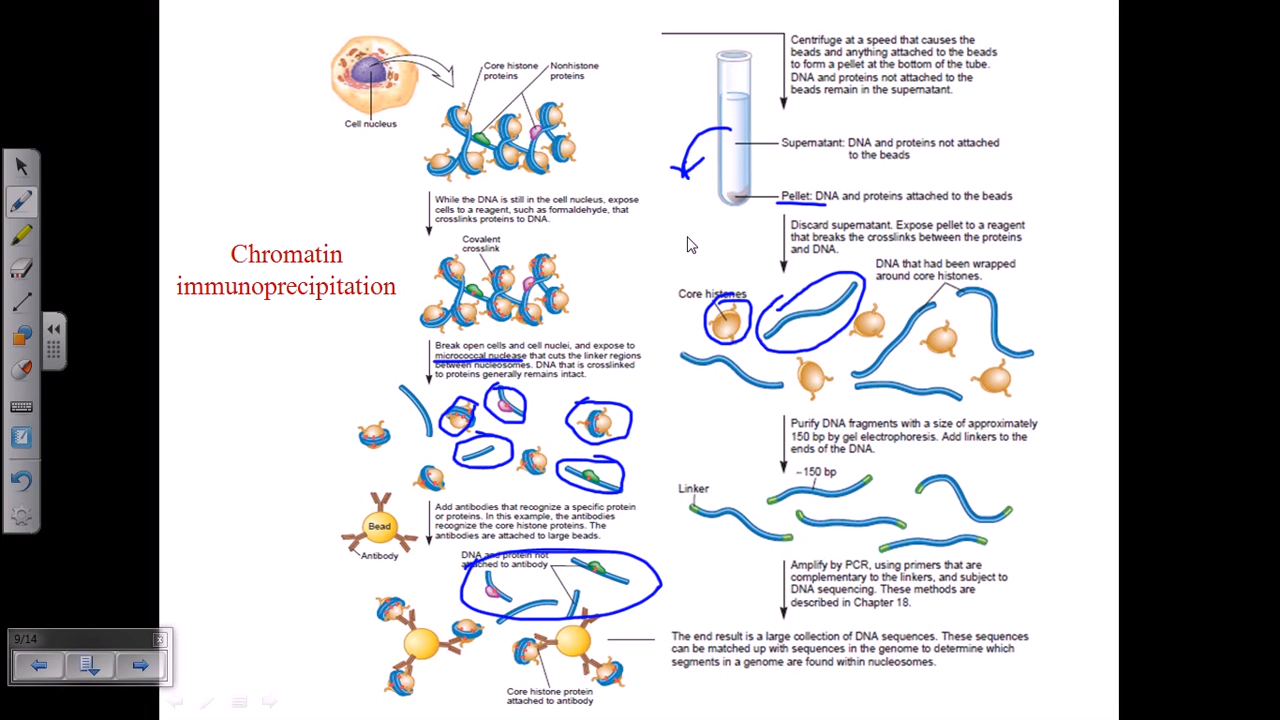 Core histone
proteins
Nonhistone
proteins
Cell nucleus
While the DNA is still in the cell nucleus, expose
cells to a reagent, such as formaldehyde, that
crosslinks proteins to DNA.
Chromatin
immunoprecipitation
Covalent
crosslink
Break open cells and cell nuclei, and expose to
micrococcal nuclease that cuts the linker regions
between nucleosomes. DNA that is crosslinked
to proteins generally remains intact.
Add antibodies that recognize a specific protein
or proteins. In this example, the antibodies
recognize the core histone proteins. The
antibodies are attached to large beads.
Bead
Antibody
DNA and protein not
attached to antibody
Core histone protein
attached to antibody
Centrifuge at a speed that causes the
beads and anything attached to the beads
to form a pellet at the bottom of the tube.
DNA and proteins not attached to the
beads remain in the supernatant.
Supernatant: DNA and proteins not attached
to the beads
Pellet: DNA and proteins attached to the beads
Discard supernatant. Expose pellet to a reagent
that breaks the crosslinks between the proteins
and DNA.
DNA that had been wrapped
around core histones.
Core histones
Purify DNA fragments with a size of approximately
150 bp by gel electrophoresis. Add linkers to the
ends of the DNA.
~150 bp
Linker
Amplify by PCR, using primers that are
complementary to the linkers, and subject to
DNA sequencing. These methods are
described in Chapter 18.
The end result is a large collection of DNA sequences. These sequences
can be matched up with sequences in the genome to determine which
segments in a genome are found within nucleosomes.
9/14